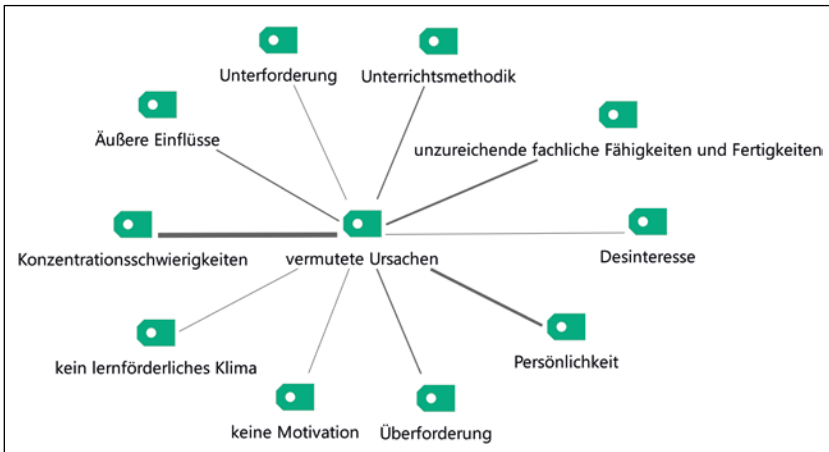 Unterforderung
Unterrichtsmethodik
Äußere Einflüsse
unzureichende fachliche Fähigkeiten und Fertigkeiten
Konzentrationsschwierigkeiten
vermutete Ursachen
Desinteresse
kein lernförderliches Klima
Persönlichkeit
keine Motivation
Überforderung